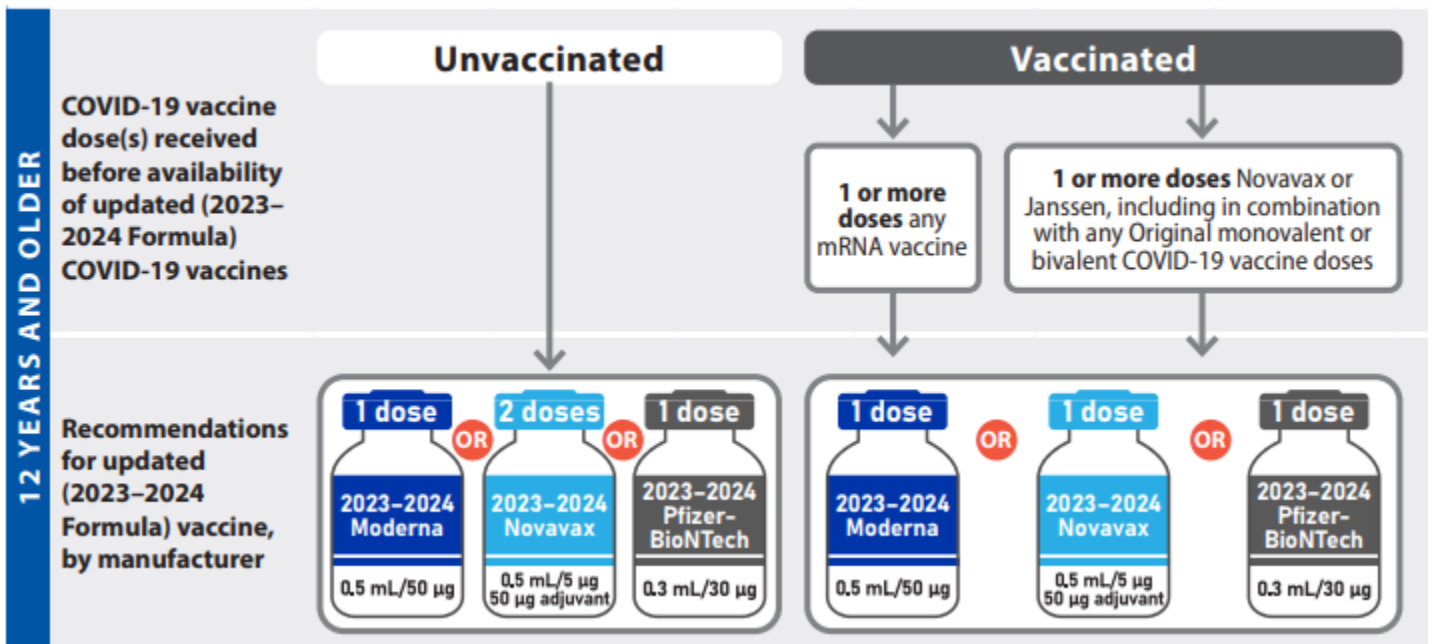 12 YEARS AND OLDER
COVID-19 vaccine
dose(s) received
before availability
of updated (2023–
2024 Formula)
COVID-19 vaccines
Unvaccinated
Vaccinated
1 or more
doses any
mRNA vaccine
1 or more doses Novavax or
Janssen, including in combination
with any Original monovalent or
bivalent COVID-19 vaccine doses
Recommendations
for updated
(2023–2024
Formula) vaccine,
by manufacturer
1 dose
2023–2024
Moderna
0.5 mL/50 µg
OR
2 doses
2023–2024
Novavax
0.5 mL/5 µg
50 µg adjuvant
OR
1 dose
2023–2024
Pfizer-
BioNTech
0.3 mL/30 µg
1 dose
2023–2024
Moderna
0.5 mL/50 µg
OR
1 dose
2023–2024
Novavax
0.5 mL/5 µg
50 µg adjuvant
OR
1 dose
2023–2024
Pfizer-
BioNTech
0.3 mL/30 µg